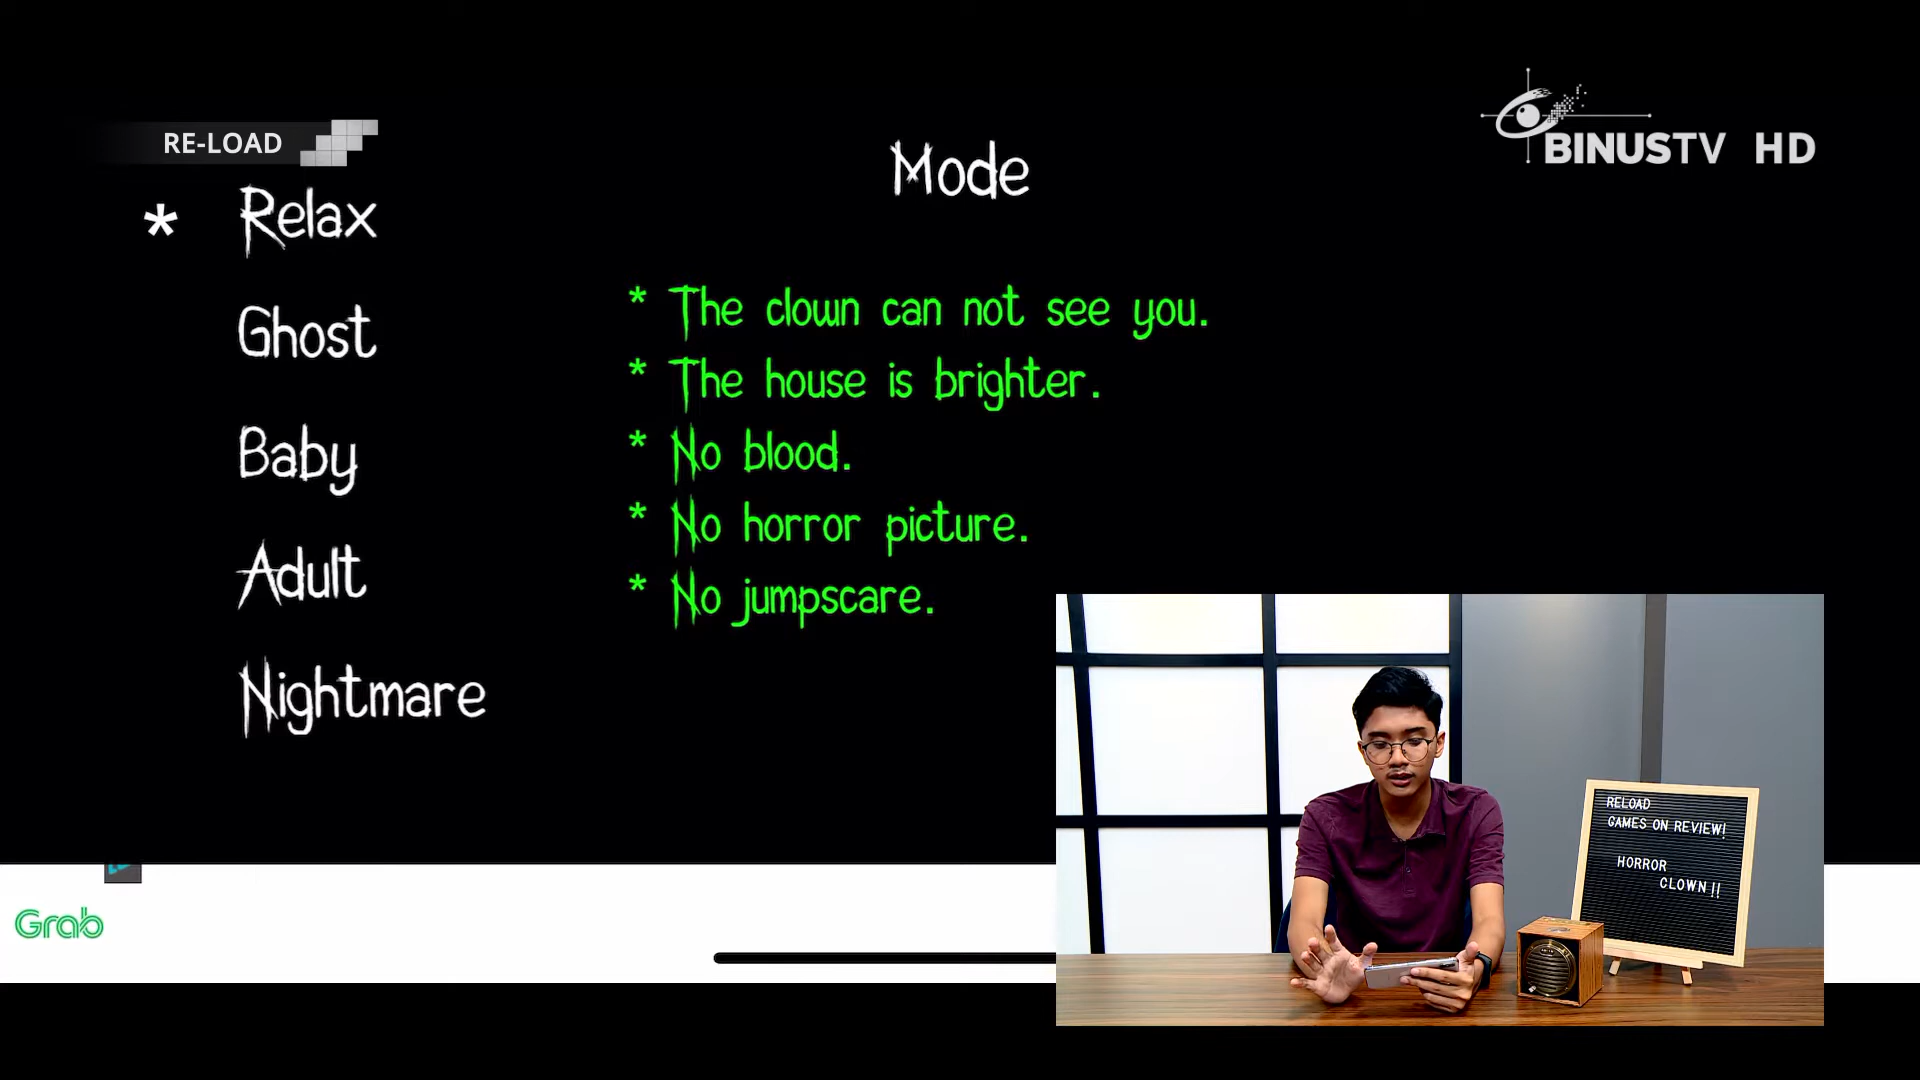 RE-LOAD
BINUSTV HD
Mode
* Relax
Ghost
Baby
Adult
Nightmare
* The clown can not see you.
* The house is brighter.
* No blood.
* No horror picture.
* No jumpscare.
RELOAD
GAMES ON REVIEW!
HORROR
CLOWN!!
Grab